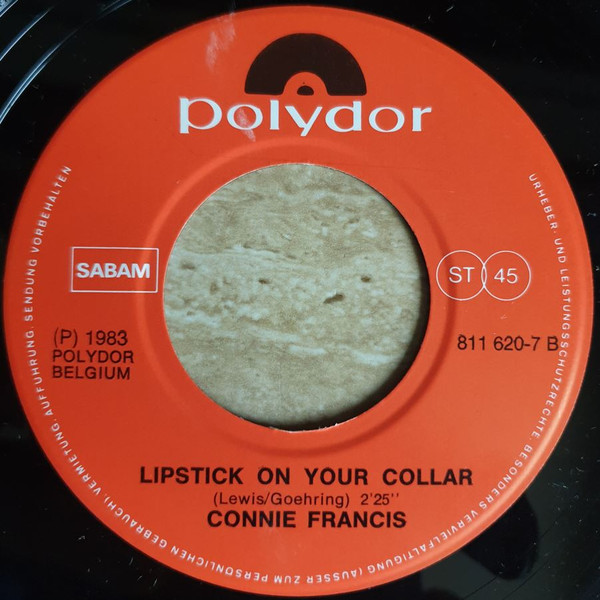 polydor
SABAM
ST 45
(P) 1983
POLYDOR
BELGIUM
811 620-7 B
LIPSTICK ON YOUR COLLAR
(Lewis/Goehring) 2'25''
CONNIE FRANCIS
URHEBER- UND LEISTUNGSSCHUTZRECHTE, BESONDERS VERVIELFÄLTIGUNG (AUSSER ZUM PERSÖNLICHEN GEBRAUCH), VERMIETUNG, AUFFÜHRUNG, SENDUNG VORBEHALTEN